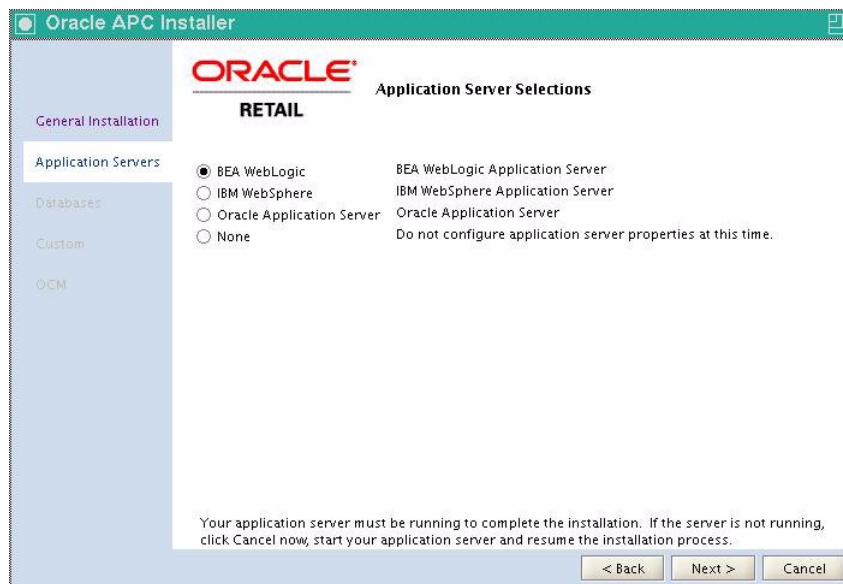 Oracle APC Installer
ORACLE®
RETAIL
Application Server Selections
General Installation
Application Servers
Databases
Custom
OCM
BEA WebLogic BEA WebLogic Application Server
IBM WebSphere IBM WebSphere Application Server
Oracle Application Server Oracle Application Server
None Do not configure application server properties at this time.
Your application server must be running to complete the installation. If the server is not running,
click Cancel now, start your application server and resume the installation process.
< Back Next > Cancel